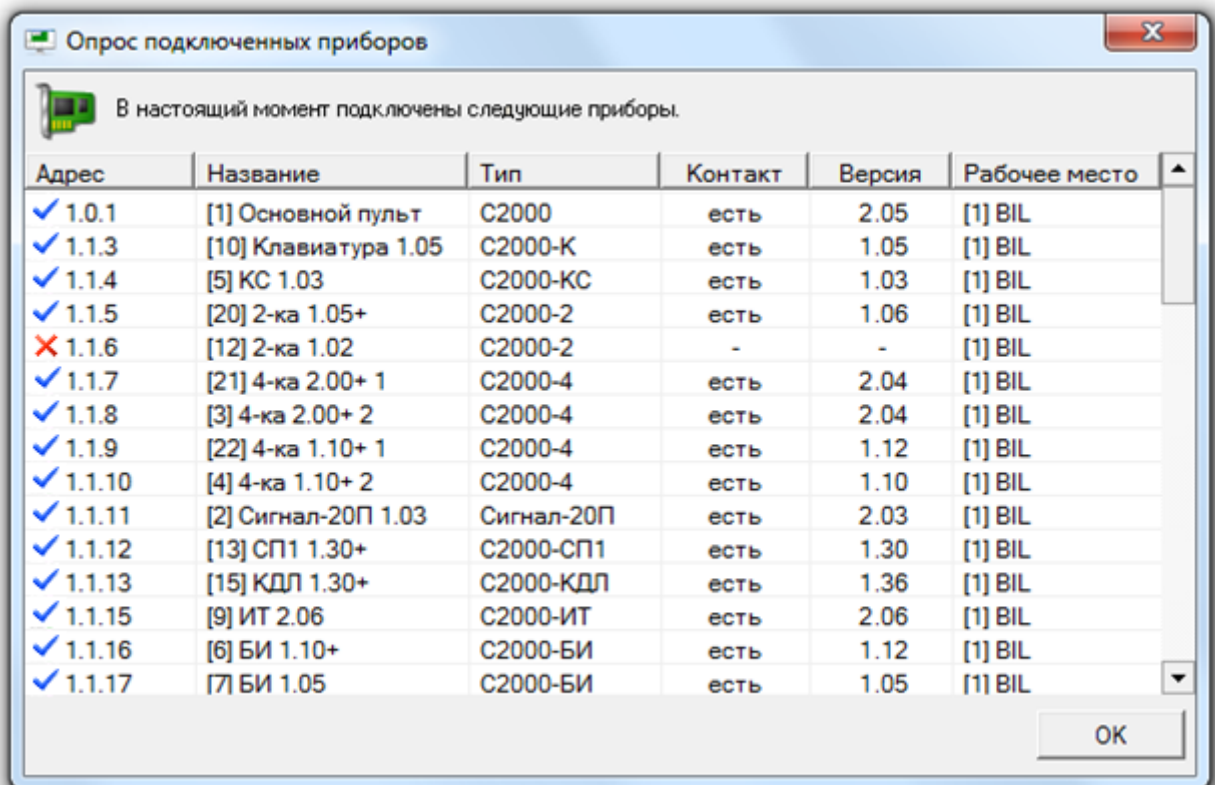 Опрос подключенных приборов
В настоящий момент подключены следующие приборы.
Адрес Название Тип Контакт Версия Рабочее место
1.0.1 [1] Основной пульт С2000 есть 2.05 [1] BIL
1.1.3 [10] Клавиатура 1.05 С2000-К есть 1.05 [1] BIL
1.1.4 [5] КС 1.03 С2000-КС есть 1.03 [1] BIL
1.1.5 [20] 2-ка 1.05+ С2000-2 есть 1.06 [1] BIL
1.1.6 [12] 2-ка 1.02 С2000-2 - - [1] BIL
1.1.7 [21] 4-ка 2.00+ 1 С2000-4 есть 2.04 [1] BIL
1.1.8 [3] 4-ка 2.00+ 2 С2000-4 есть 2.04 [1] BIL
1.1.9 [22] 4-ка 1.10+ 1 С2000-4 есть 1.12 [1] BIL
1.1.10 [4] 4-ка 1.10+ 2 С2000-4 есть 1.10 [1] BIL
1.1.11 [2] Сигнал-20П 1.03 Сигнал-20П есть 2.03 [1] BIL
1.1.12 [13] СП1 1.30+ С2000-СП1 есть 1.30 [1] BIL
1.1.13 [15] КДЛ 1.30+ С2000-КДЛ есть 1.36 [1] BIL
1.1.15 [9] ИТ 2.06 С2000-ИТ есть 2.06 [1] BIL
1.1.16 [6] БИ 1.10+ С2000-БИ есть 1.12 [1] BIL
1.1.17 [7] БИ 1.05 С2000-БИ есть 1.05 [1] BIL
OK